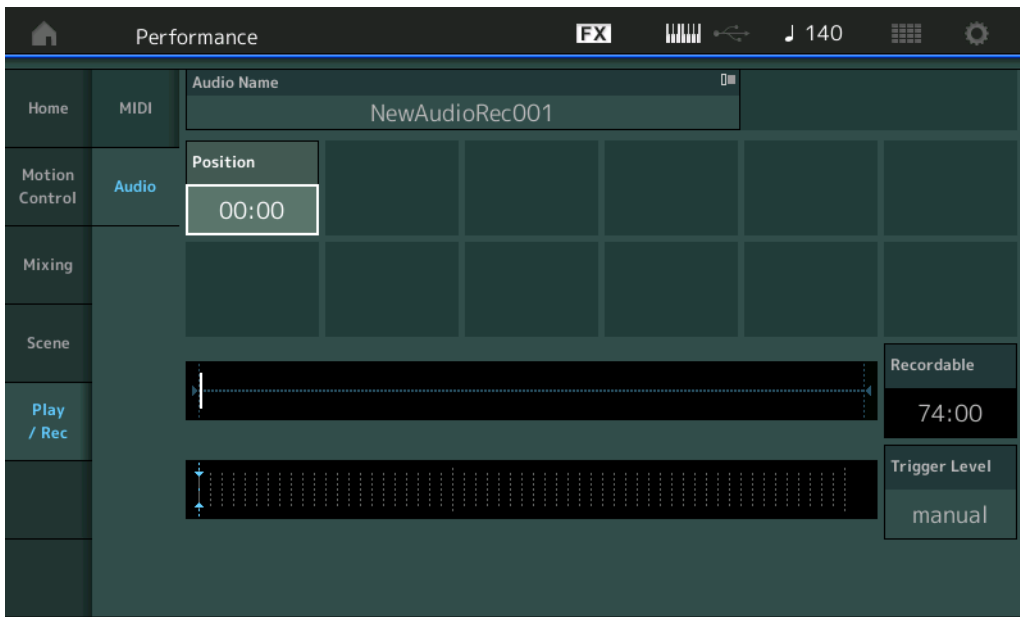 Performance
FX
♩ 140
Home
MIDI
Audio Name
NewAudioRec001
Motion
Control
Audio
Position
00:00
Mixing
Scene
Play
/ Rec
Recordable
74:00
Trigger Level
manual